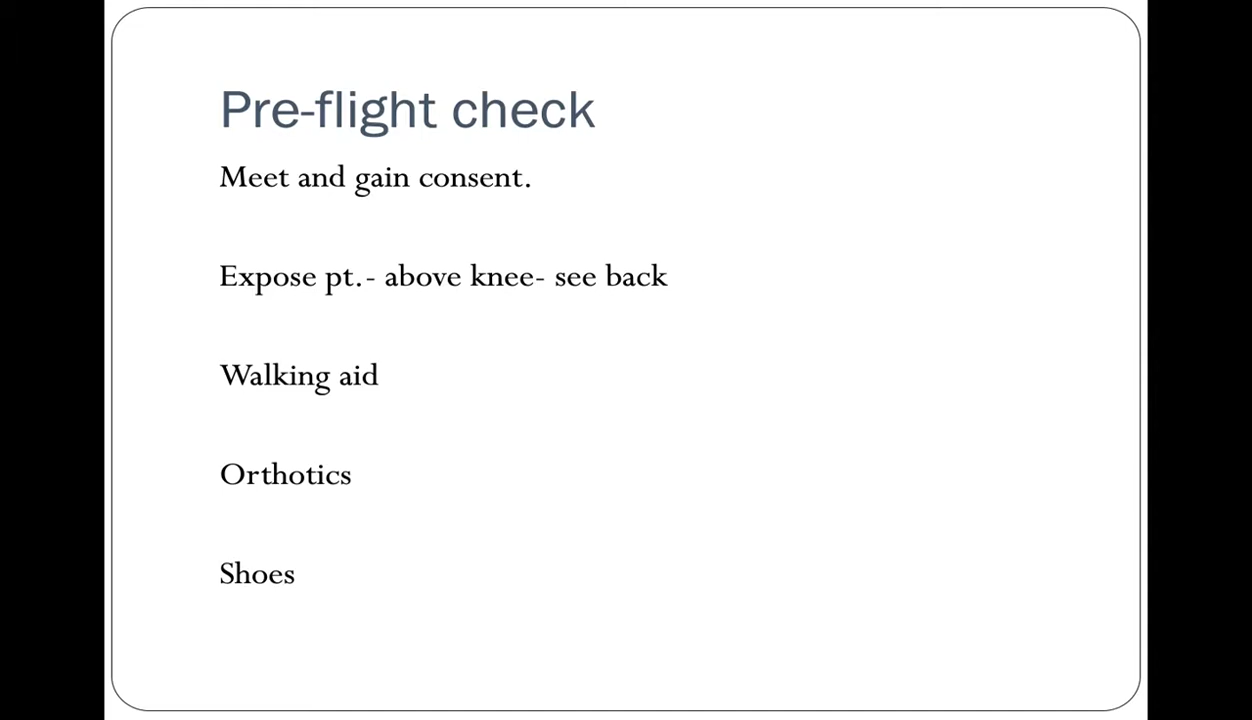 Pre-flight check
Meet and gain consent.
Expose pt.- above knee- see back
Walking aid
Orthotics
Shoes